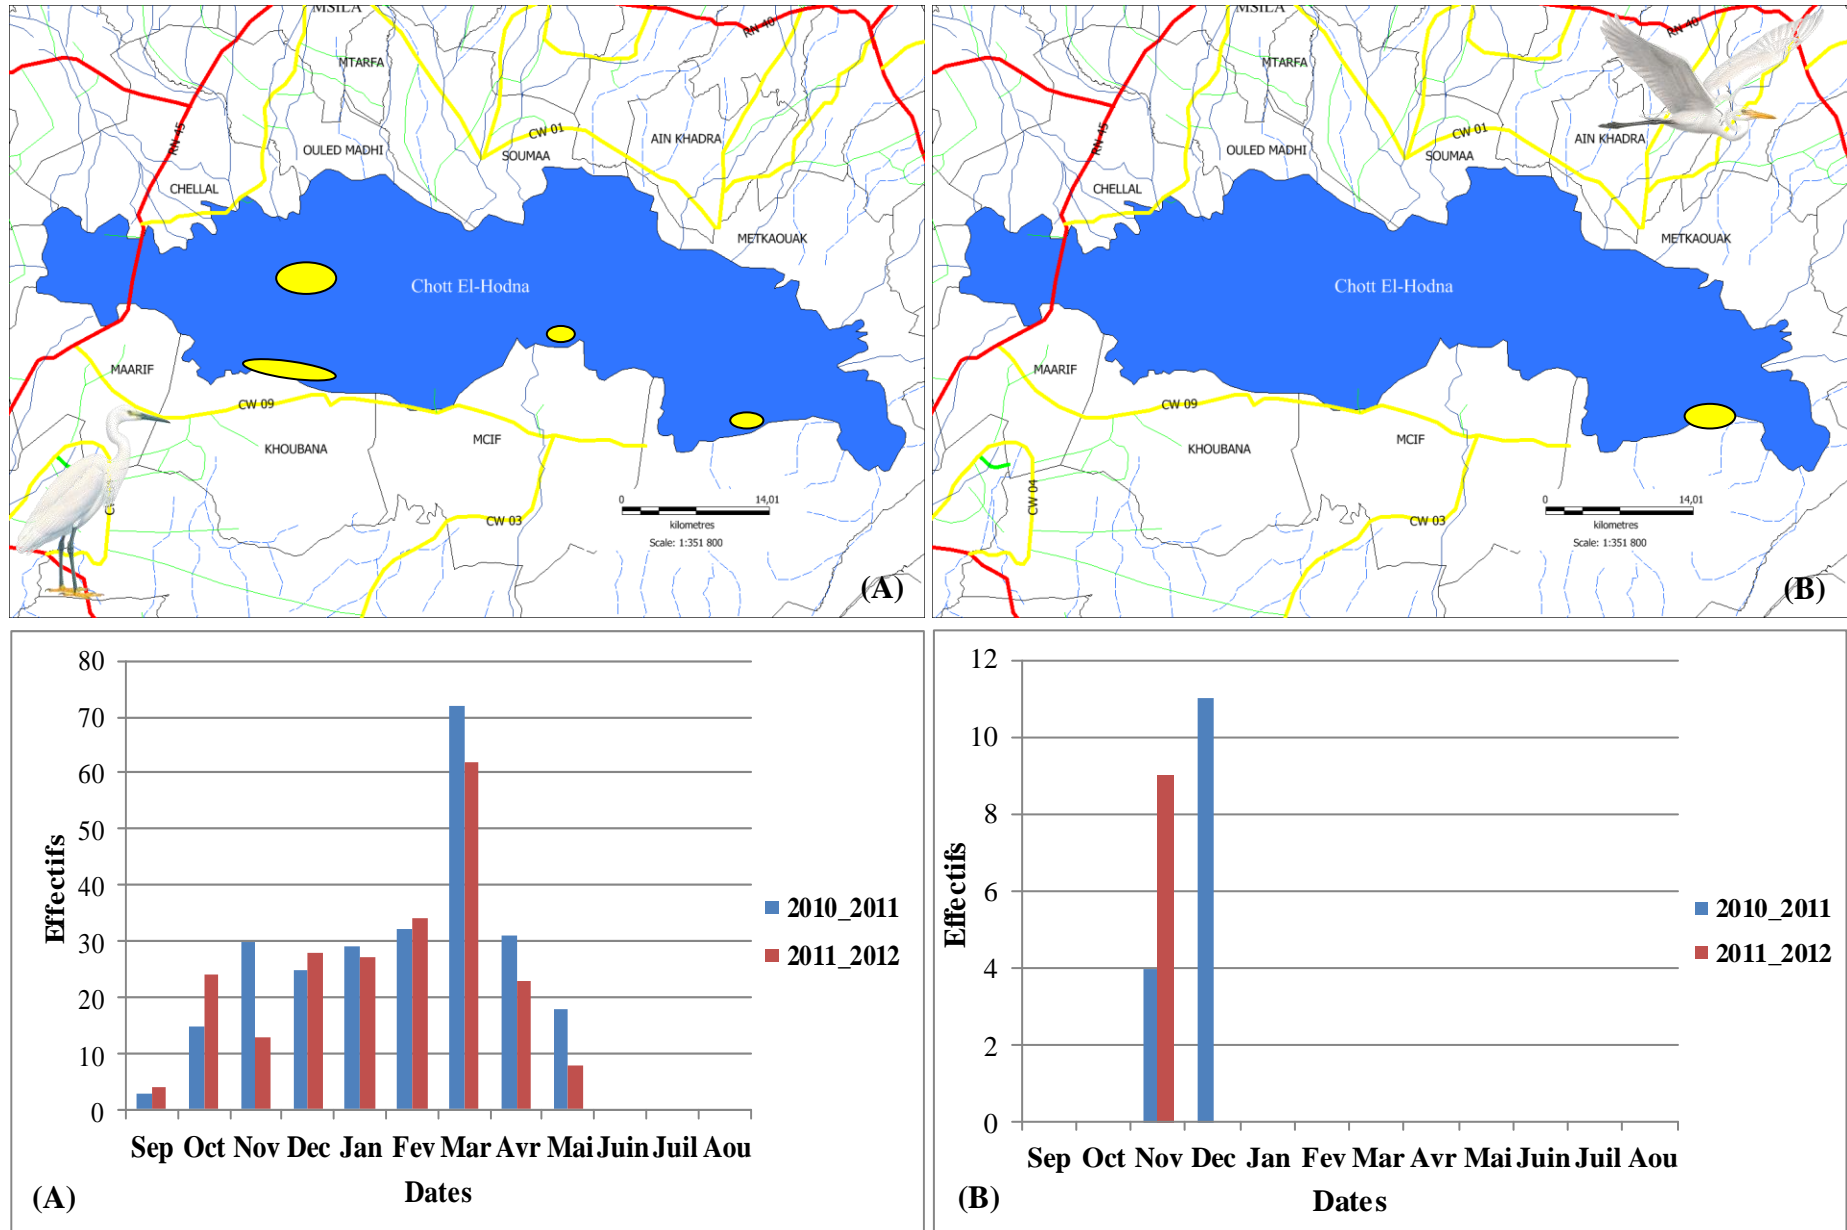 MSILA
RN 40
MTARFA
RN 45
CW 01
OULED MADHI
SOUMAA
AIN KHADRA
CHELLAL
METKAOUAK
Chott El-Hodna
MAARIF
CW 09
KHOUBANA
MCIF
CW 03
0 14,01
kilometres
Scale: 1:351 800
(A)
MSILA
RN 40
MTARFA
RN 45
CW 01
OULED MADHI
SOUMAA
AIN KHADRA
CHELLAL
METKAOUAK
Chott El-Hodna
MAARIF
CW 09
KHOUBANA
MCIF
CW 04
CW 03
0 14,01
kilometres
Scale: 1:351 800
(B)
80
70
60
50
40
30
20
10
0
Effectifs
2010_2011
2011_2012
Sep Oct Nov Dec Jan Fev Mar Avr Mai Juin Juil Aou
Dates
(A)
12
10
8
6
4
2
0
Effectifs
2010_2011
2011_2012
Sep Oct Nov Dec Jan Fev Mar Avr Mai Juin Juil Aou
Dates
(B)